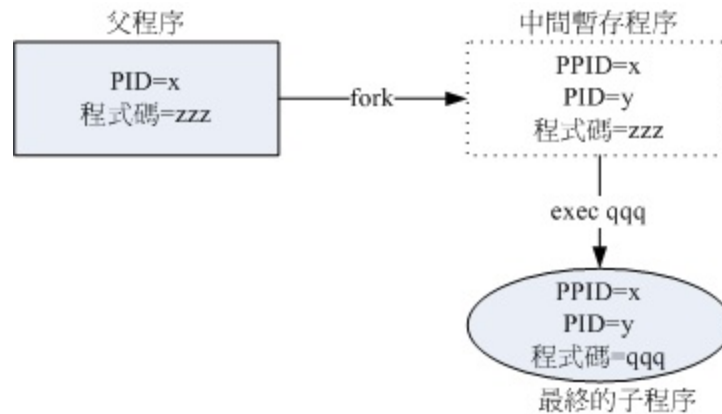 父程序
PID=x
程式碼=zzz
fork
中間暫存程序
PPID=x
PID=y
程式碼=zzz
exec qqq
PPID=x
PID=y
程式碼=qqq
最終的子程序